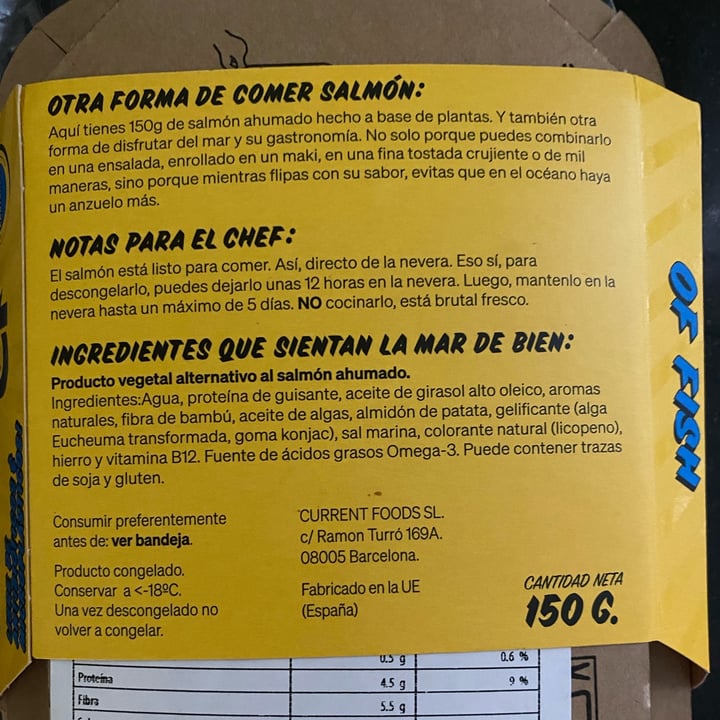 OTRA FORMA DE COMER SALMÓN:
Aquí tienes 150g de salmón ahumado hecho a base de plantas. Y también otra
forma de disfrutar del mar y su gastronomía. No solo porque puedes combinarlo
en una ensalada, enrollado en un maki, en una fina tostada crujiente o de mil
maneras, sino porque mientras flipas con su sabor, evitas que en el océano haya
un anzuelo más.
NOTAS PARA EL CHEF:
El salmón está listo para comer. Así, directo de la nevera. Eso sí, para
descongelarlo, puedes dejarlo unas 12 horas en la nevera. Luego, mantenlo en la
nevera hasta un máximo de 5 días. NO cocinarlo, está brutal fresco.
INGREDIENTES QUE SIENTAN LA MAR DE BIEN:
Producto vegetal alternativo al salmón ahumado.
Ingredientes:Agua, proteína de guisante, aceite de girasol alto oleico, aromas
naturales, fibra de bambú, aceite de algas, almidón de patata, gelificante (alga
Eucheuma transformada, goma konjac), sal marina, colorante natural (licopeno),
hierro y vitamina B12. Fuente de ácidos grasos Omega-3. Puede contener trazas
de soja y gluten.
Consumir preferentemente
antes de: ver bandeja.
Producto congelado.
Conservar a <-18ºC.
Una vez descongelado no
volver a congelar.
CURRENT FOODS SL.
c/ Ramon Turró 169A.
08005 Barcelona.
Fabricado en la UE
(España)
CANTIDAD NETA
150 G.
OF FISH
0.5 g 0.6 %
Proteína 4.5 g 9 %
Fibra 5.5 g